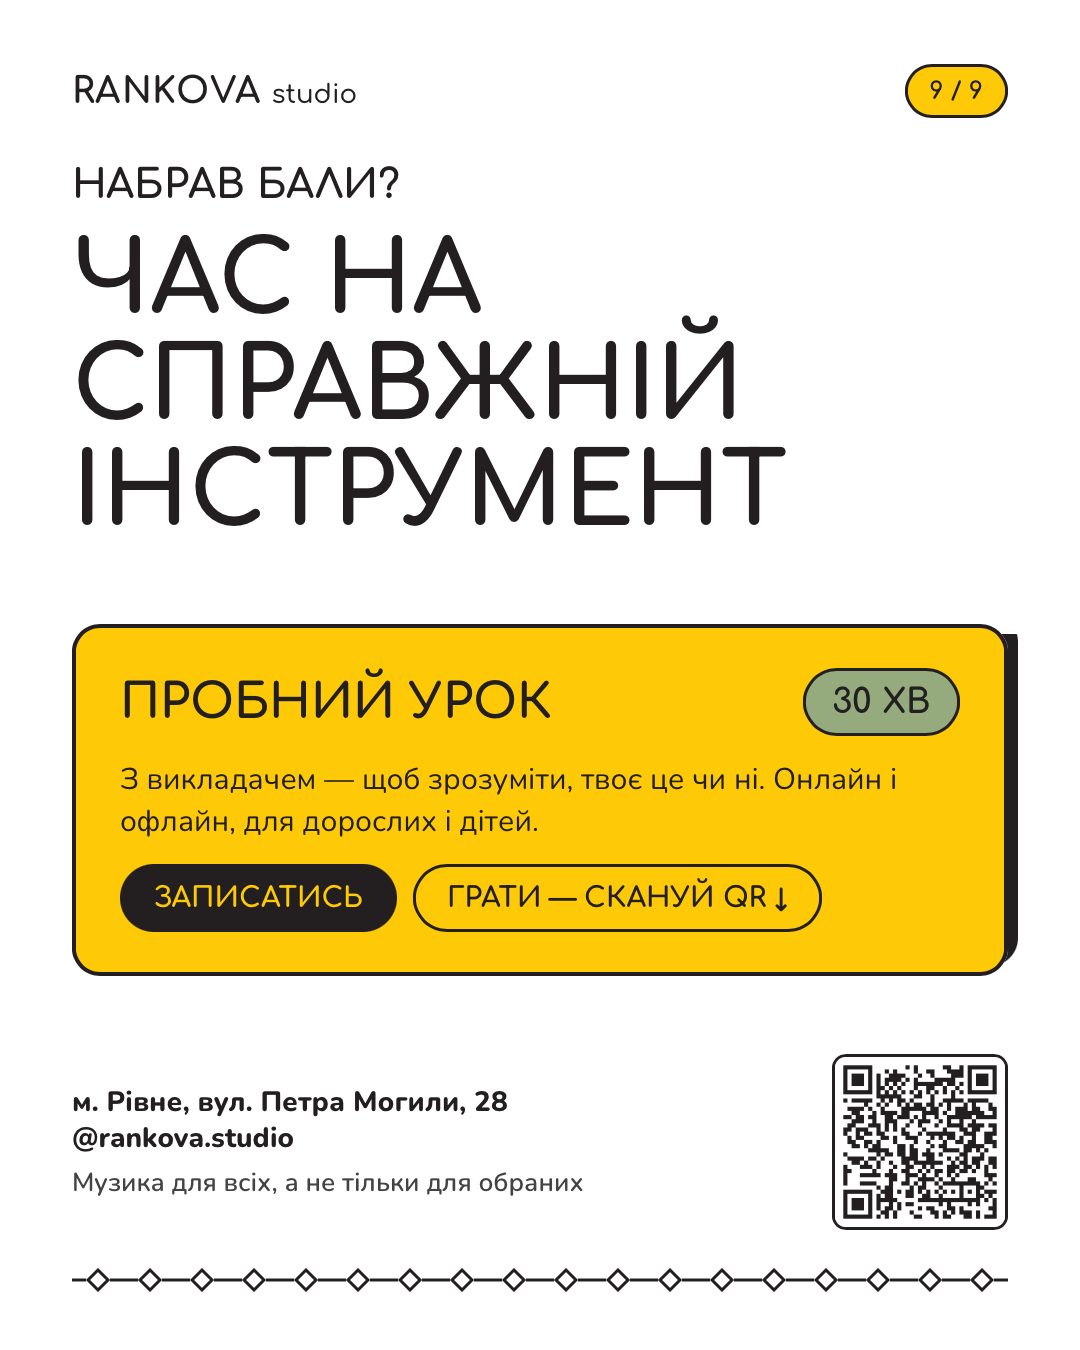 RANKOVA studio
9 / 9
НАБРАВ БАЛИ?
ЧАС НА
СПРАВЖНІЙ
ІНСТРУМЕНТ
ПРОБНИЙ УРОК
30 ХВ
З викладачем — щоб зрозуміти, твоє це чи ні. Онлайн і
офлайн, для дорослих і дітей.
ЗАПИСАТИСЬ
ГРАТИ — СКАНУЙ QR ↓
м. Рівне, вул. Петра Могили, 28
@rankova.studio
Музика для всіх, а не тільки для обраних